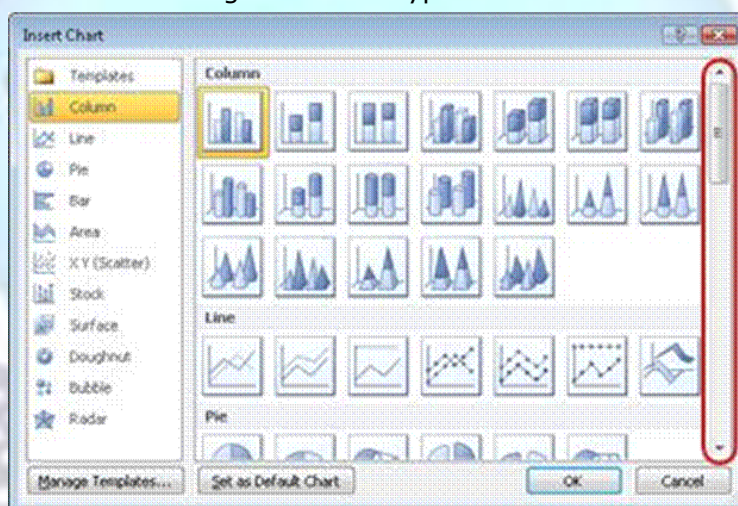 Insert Chart
Templates
Column
Line
Pie
Bar
Area
X Y (Scatter)
Stock
Surface
Doughnut
Bubble
Radar
Column
Line
Pie
Manage Templates...
Set as Default Chart
OK
Cancel